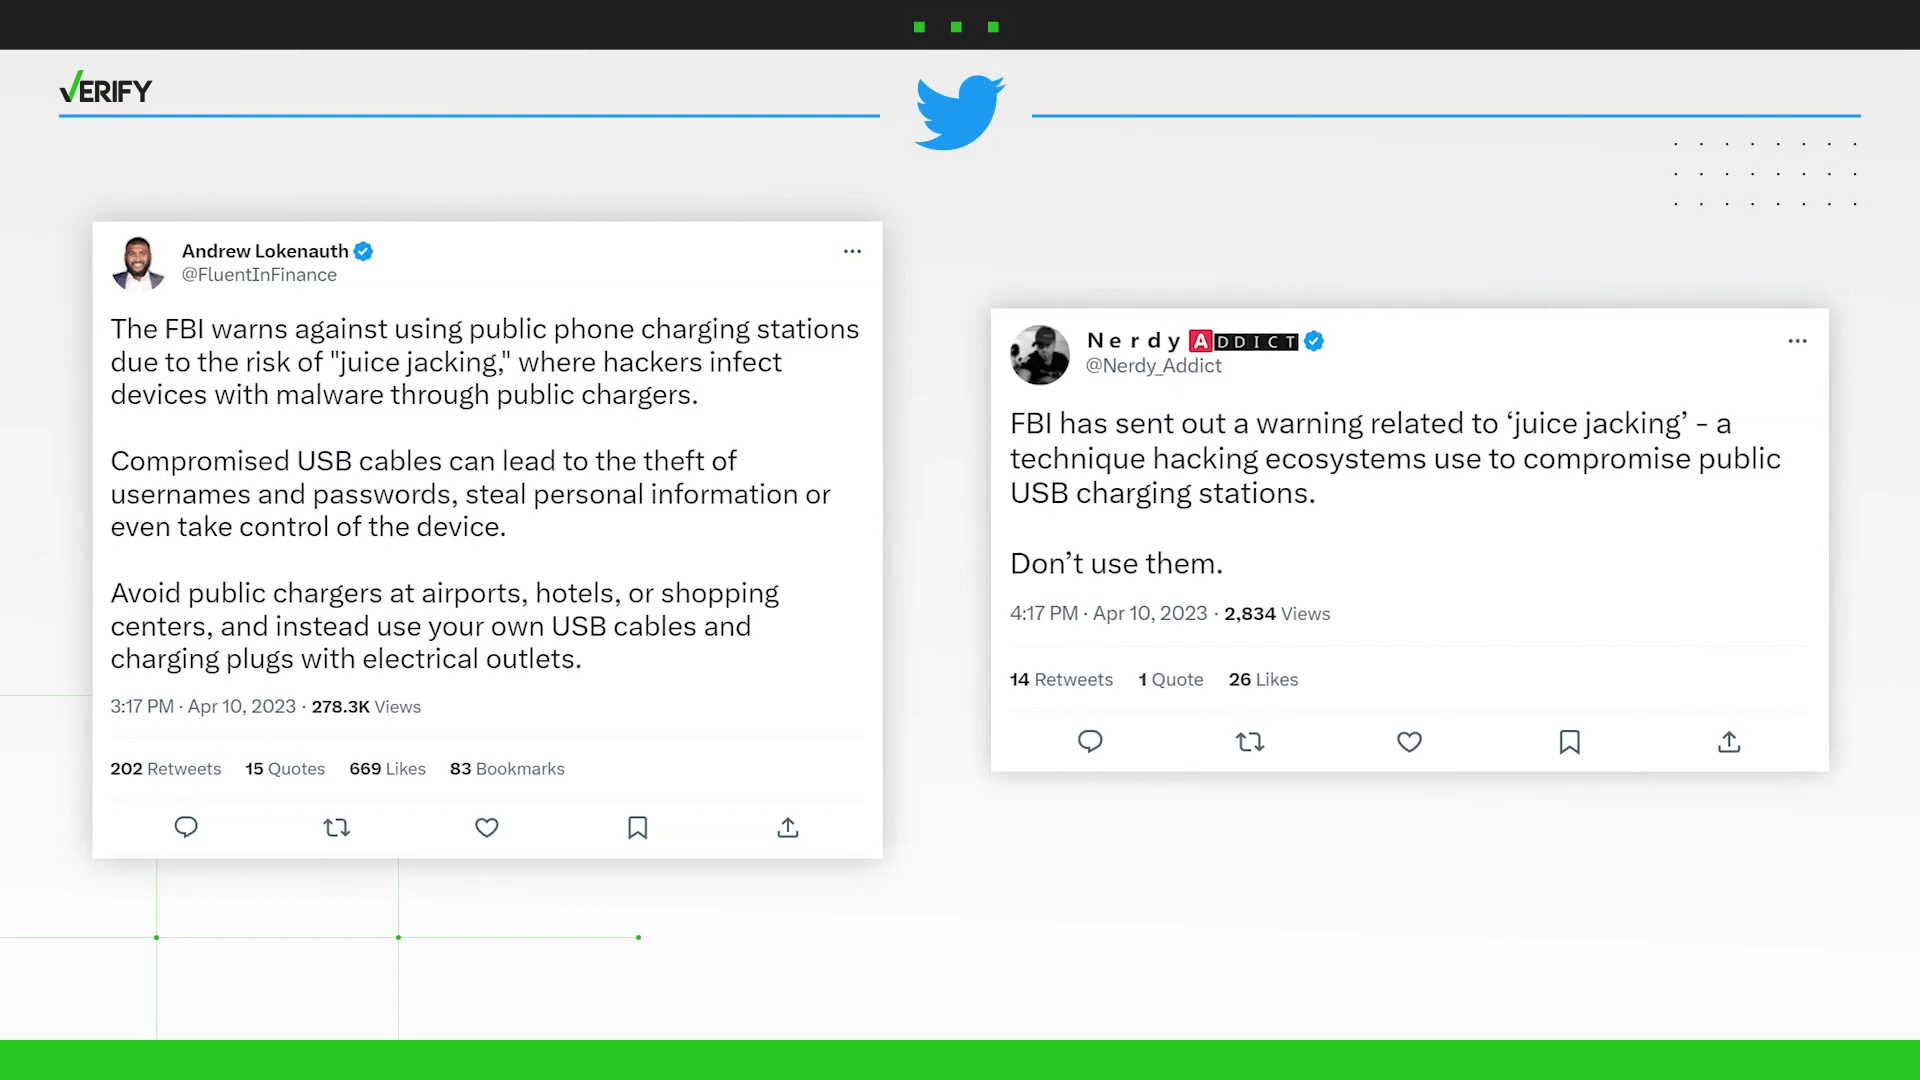 VERIFY
Andrew Lokenauth
@FluentInFinance
The FBI warns against using public phone charging stations
due to the risk of "juice jacking," where hackers infect
devices with malware through public chargers.
Compromised USB cables can lead to the theft of
usernames and passwords, steal personal information or
even take control of the device.
Avoid public chargers at airports, hotels, or shopping
centers, and instead use your own USB cables and
charging plugs with electrical outlets.
3:17 PM · Apr 10, 2023 · 278.3K Views
202 Retweets 15 Quotes 669 Likes 83 Bookmarks
Nerdy ADDICT
@Nerdy_Addict
FBI has sent out a warning related to ‘juice jacking’ - a
technique hacking ecosystems use to compromise public
USB charging stations.
Don’t use them.
4:17 PM · Apr 10, 2023 · 2,834 Views
14 Retweets 1 Quote 26 Likes